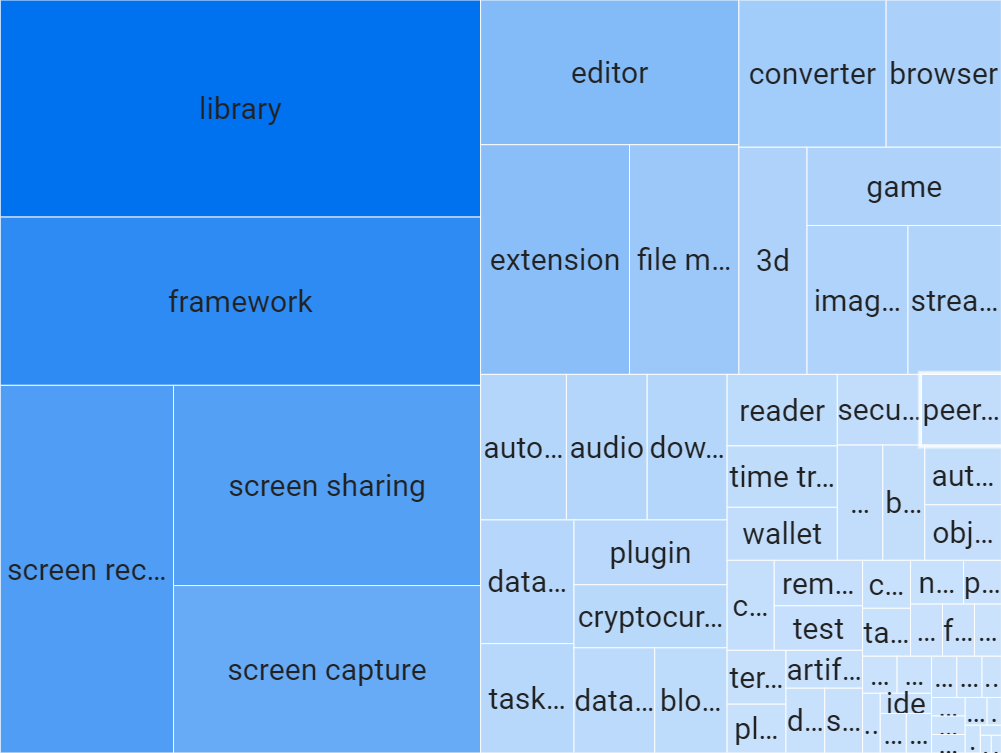 library
framework
screen rec...
screen sharing
screen capture
editor
extension
file m...
converter
browser
3d
game
imag...
strea...
auto...
audio
dow...
data...
plugin
cryptocur...
task...
data...
blo...
reader
secu...
peer...
time tr...
wallet
...
b...
aut...
obj...
c...
rem...
test
c...
n...
p...
ta...
...
f...
...
ter...
artif...
pl...
d...
s...
...
...
...
...
..
ide
..
...
...
...
...
...
...
.
.